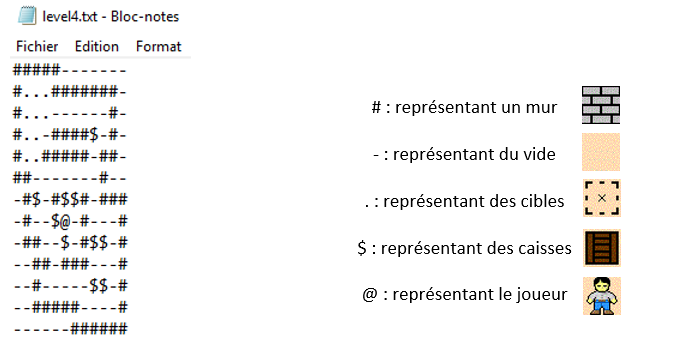 level4.txt - Bloc-notes
Fichier Edition Format
#####-------
#...#######-
#...------#-
#..-####$-#-
#..#####-##-
##-------#--
-#$-#$$#-###
-#--$@-#---#
-##--$-#$$-#
--##-###---#
--#-----$$-#
--#####----#
------######
# : représentant un mur
- : représentant du vide
. : représentant des cibles
$ : représentant des caisses
@ : représentant le joueur